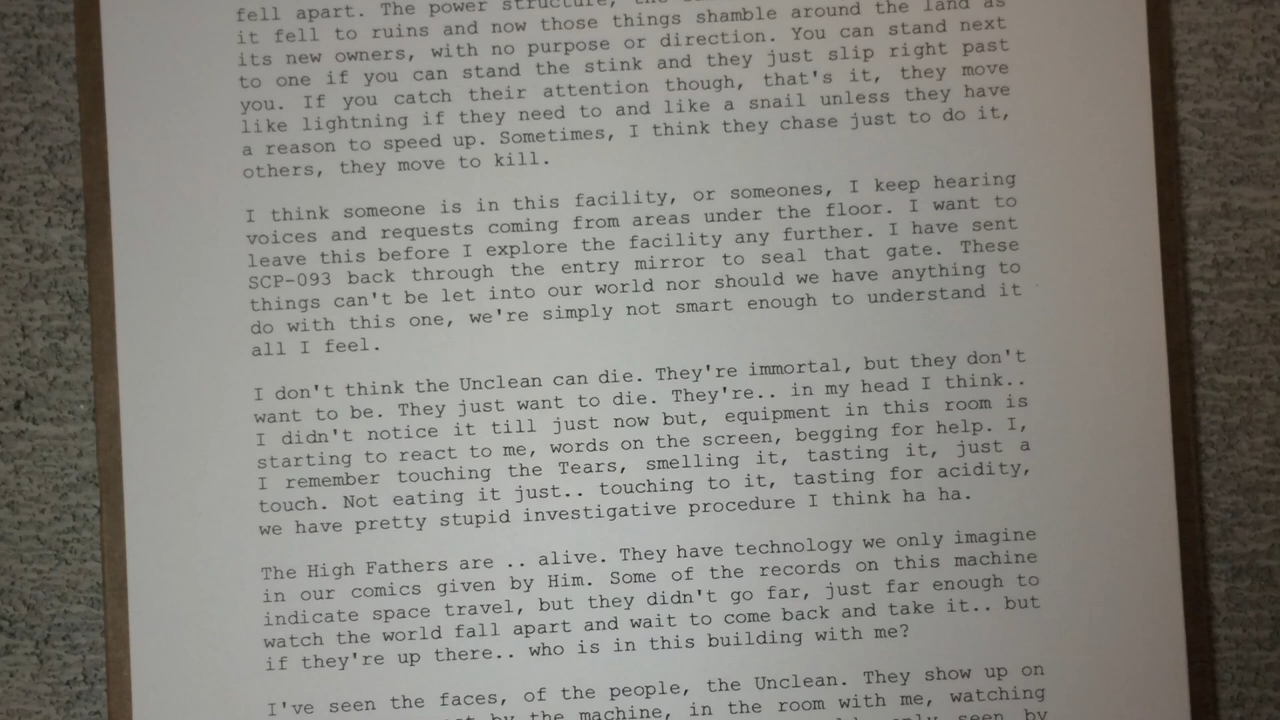 fell apart. The power structure, the
it fell to ruins and now those things shamble around the land as
its new owners, with no purpose or direction. You can stand next
to one if you can stand the stink and they just slip right past
you. If you catch their attention though, that's it, they move
like lightning if they need to and like a snail unless they have
a reason to speed up. Sometimes, I think they chase just to do it,
others, they move to kill.
I think someone is in this facility, or someones, I keep hearing
voices and requests coming from areas under the floor. I want to
leave this before I explore the facility any further. I have sent
SCP-093 back through the entry mirror to seal that gate. These
things can't be let into our world nor should we have anything to
do with this one, we're simply not smart enough to understand it
all I feel.
I don't think the Unclean can die. They're immortal, but they don't
want to be. They just want to die. They're.. in my head I think..
I didn't notice it till just now but, equipment in this room is
starting to react to me, words on the screen, begging for help. I,
I remember touching the Tears, smelling it, tasting it, just a
touch. Not eating it just.. touching to it, tasting for acidity,
we have pretty stupid investigative procedure I think ha ha.
The High Fathers are .. alive. They have technology we only imagine
in our comics given by Him. Some of the records on this machine
indicate space travel, but they didn't go far, just far enough to
watch the world fall apart and wait to come back and take it.. but
if they're up there.. who is in this building with me?
I've seen the faces, of the people, the Unclean. They show up on
by the machine, in the room with me, watching
seen by